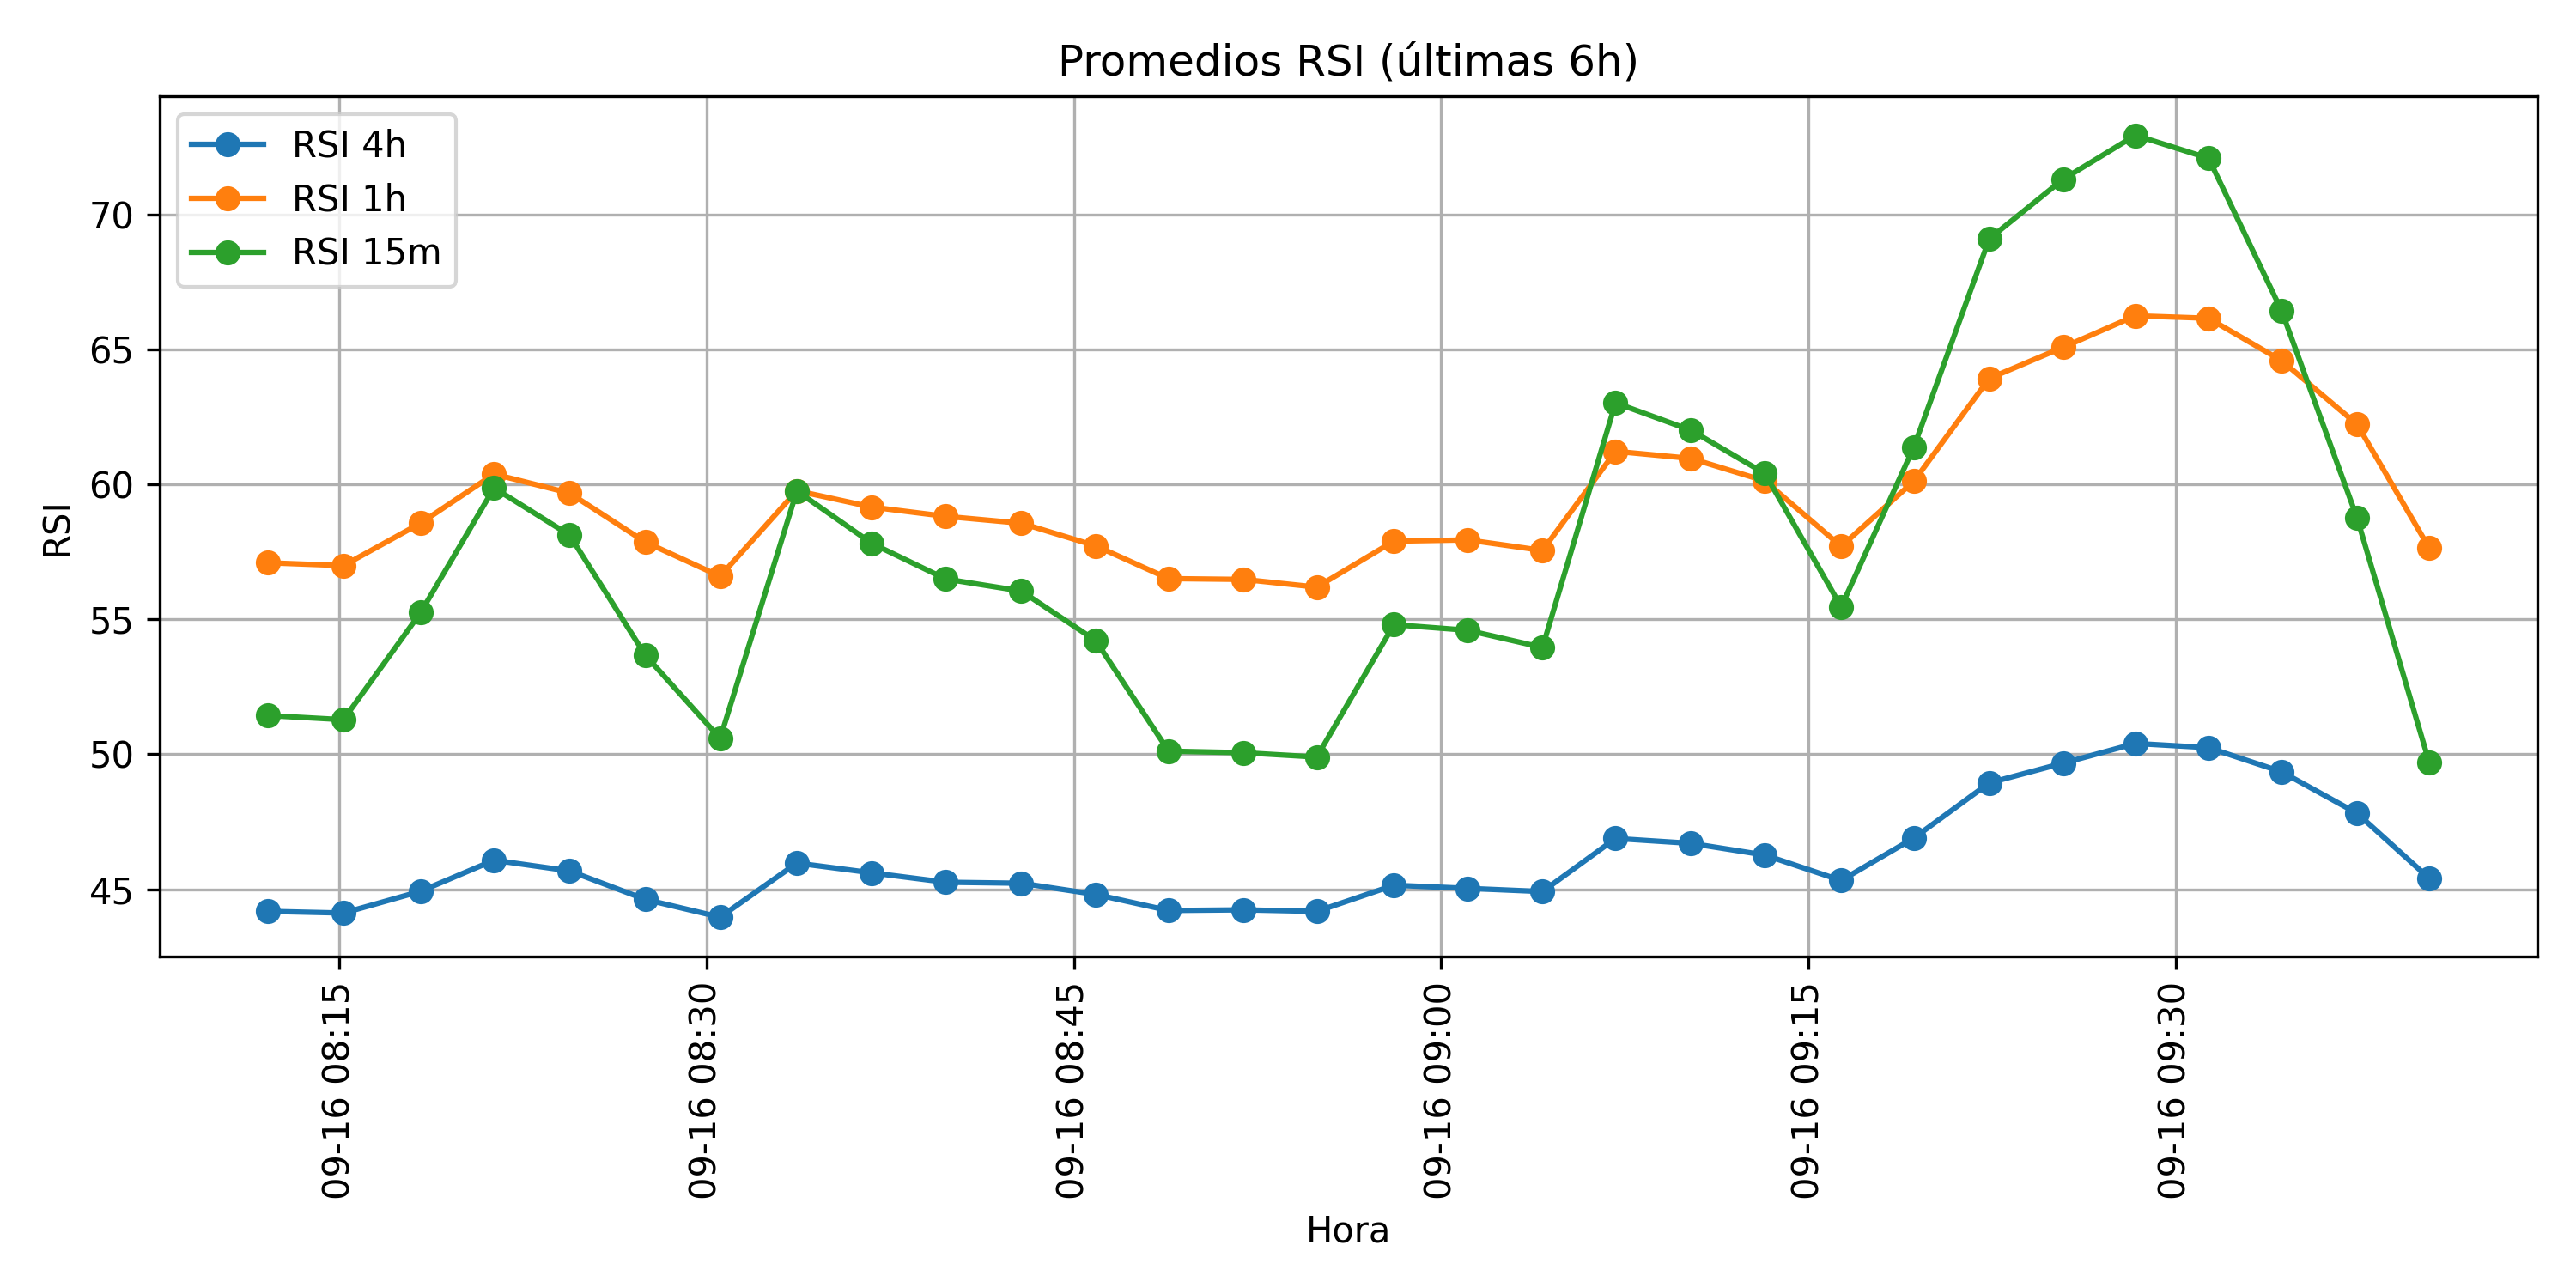 Promedios RSI (últimas 6h)
RSI 4h
RSI 1h
RSI 15m
RSI
70
65
60
55
50
45
09-16 08:15
09-16 08:30
09-16 08:45
09-16 09:00
09-16 09:15
09-16 09:30
Hora